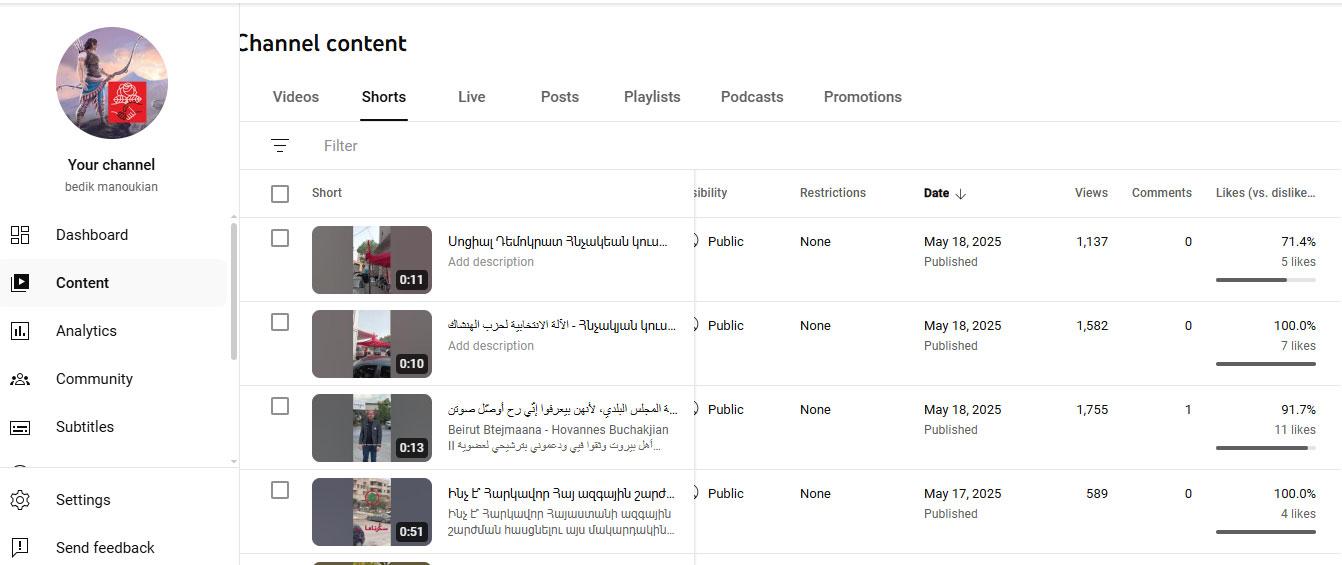 Channel content
Your channel
bedik manoukian
Dashboard
Content
Analytics
Community
Subtitles
Settings
Send feedback
Videos Shorts Live Posts Playlists Podcasts Promotions
Filter
Short sibility Restrictions Date ↓ Views Comments Likes (vs. dislike…
0:11 Սոցիալ Դեմոկրատ Հնչակեան կուս… Public None May 18, 2025 1,137 0 71.4%
Add description Published 5 likes
0:10 الآلة الانتخابية لحزب الهنشاك - Հնչակյան կուս… Public None May 18, 2025 1,582 0 100.0%
Add description Published 7 likes
0:13 ة المجلس البلدي، لأنهن بيعرفوا إنّي رح أوصّل صوتن… Public None May 18, 2025 1,755 1 91.7%
Beirut Btejmaana - Hovannes Buchakjian Published 11 likes
أهل بيروت وثقوا فيي ودعموني بترشيحي لعضوية II…
0:51 Ինչ է՞ Հարկավոր Հայ ազգային շարժ… Public None May 17, 2025 589 0 100.0%
Ինչ է՞ Հարկավոր Հայաստանի ազգային Published 4 likes
շարժման հասցնելու այս մակարդակին…